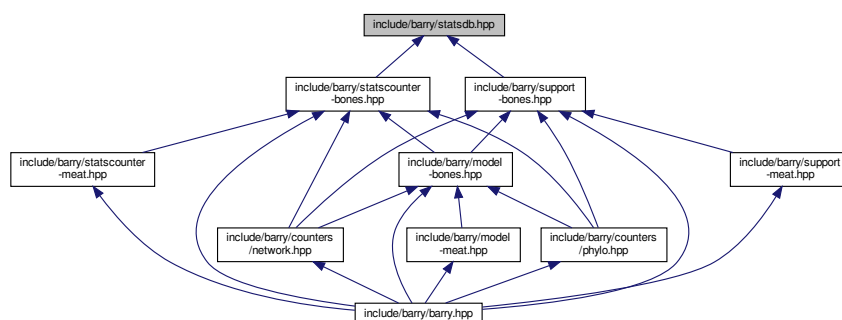 include/barry/statsdb.hpp
include/barry/statscounter
-bones.hpp
include/barry/support
-bones.hpp
include/barry/statscounter
-meat.hpp
include/barry/model
-bones.hpp
include/barry/support
-meat.hpp
include/barry/counters
/network.hpp
include/barry/model
-meat.hpp
include/barry/counters
/phylo.hpp
include/barry/barry.hpp